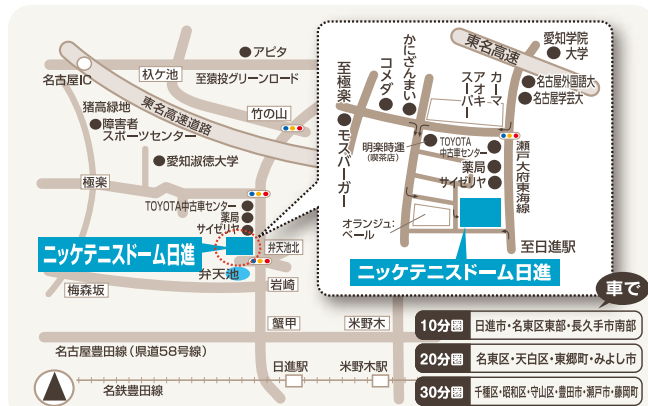 アピタ
名古屋IC
杁ケ池
至猿投グリーンロード
東名高速道路
竹の山
猪高緑地
障害者
スポーツセンター
愛知淑徳大学
極楽
TOYOTA中古車センター
薬局
サイゼリヤ
ニッケテニスドーム日進
弁天池北
弁天池
梅森坂
岩崎
蟹甲
米野木
名古屋豊田線(県道58号線)
日進駅
米野木駅
名鉄豊田線
東名高速
愛知学院
大学
名古屋外国語大
名古屋学芸大
至極楽
コメダ
かにざんまい
アオキ
スーパー
カーマ
モスバーガー
明楽時運
(喫茶店)
TOYOTA
中古車センター
薬局
サイゼリヤ
瀬戸大府東海線
オランジュ:
ベール
至日進駅
ニッケテニスドーム日進
車で
10分圏 日進市・名東区東部・長久手市南部
20分圏 名東区・天白区・東郷町・みよし市
30分圏 千種区・昭和区・守山区・豊田市・瀬戸市・藤岡町